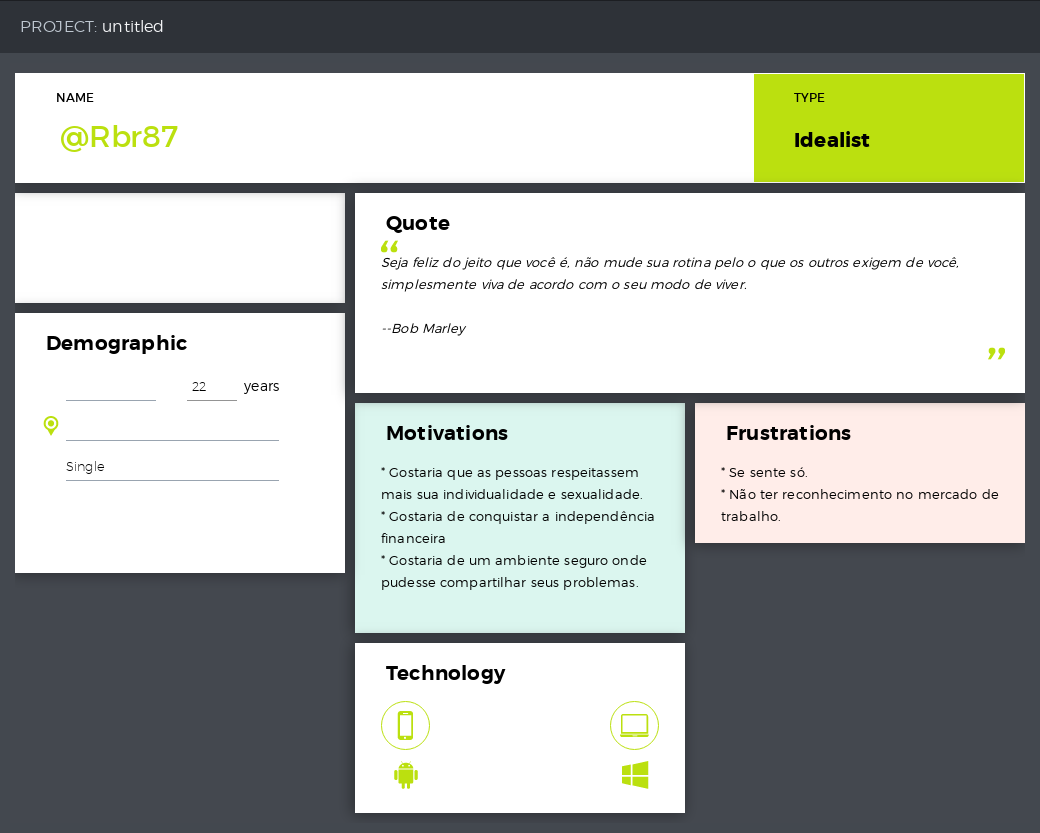 PROJECT: untitled
NAME
@Rbr87
TYPE
Idealist
Quote
“
Seja feliz do jeito que você é, não mude sua rotina pelo o que os outros exigem de você,
simplesmente viva de acordo com o seu modo de viver.
--Bob Marley
”
Demographic
22 years
Single
Motivations
* Gostaria que as pessoas respeitassem
mais sua individualidade e sexualidade.
* Gostaria de conquistar a independência
financeira
* Gostaria de um ambiente seguro onde
pudesse compartilhar seus problemas.
Frustrations
* Se sente só.
* Não ter reconhecimento no mercado de
trabalho.
Technology